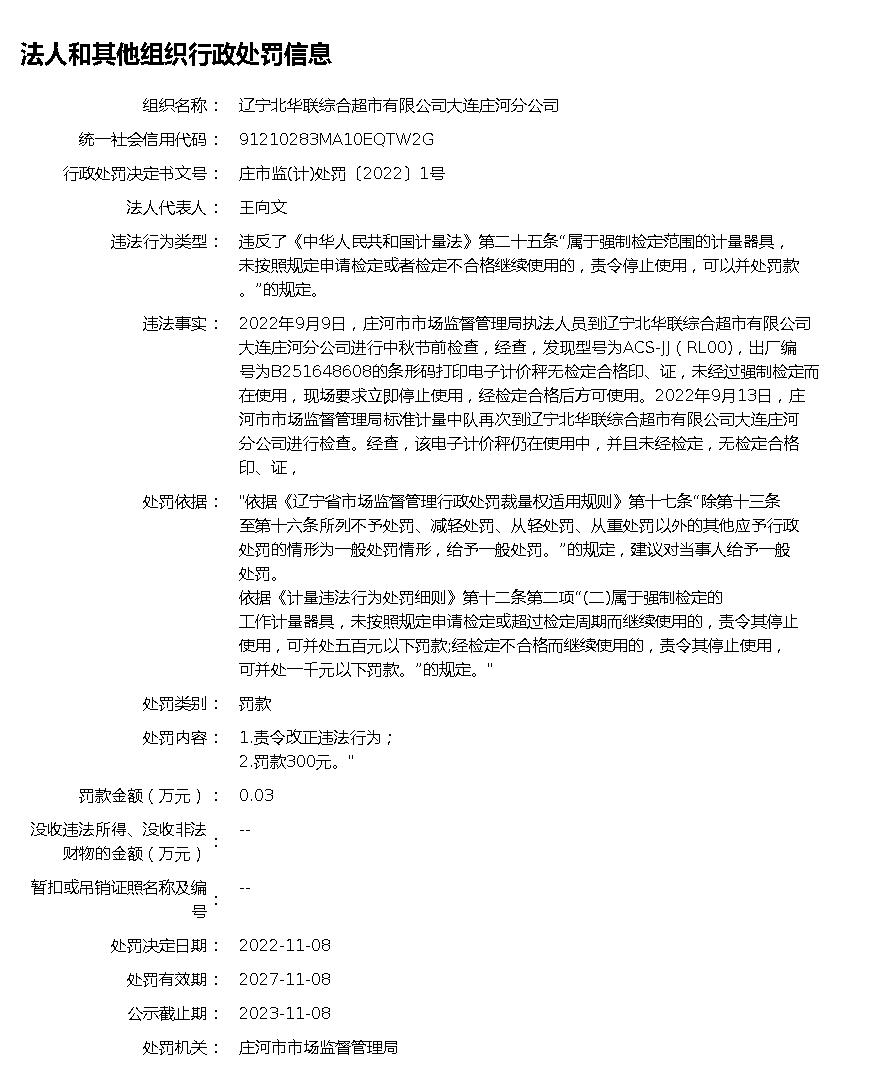 法人和其他组织行政处罚信息
组织名称： 辽宁北华联综合超市有限公司大连庄河分公司
统一社会信用代码： 91210283MA10EQTW2G
行政处罚决定书文号： 庄市监(计)处罚〔2022〕1号
法人代表人： 王向文
违法行为类型： 违反了《中华人民共和国计量法》第二十五条“属于强制检定范围的计量器具，
未按照规定申请检定或者检定不合格继续使用的，责令停止使用，可以并处罚款
。”的规定。
违法事实： 2022年9月9日，庄河市市场监督管理局执法人员到辽宁北华联综合超市有限公司
大连庄河分公司进行中秋节前检查，经查，发现型号为ACS-JJ（RL00)，出厂编
号为B251648608的条形码打印电子计价秤无检定合格印、证，未经过强制检定而
在使用，现场要求立即停止使用，经检定合格后方可使用。2022年9月13日，庄
河市市场监督管理局标准计量中队再次到辽宁北华联综合超市有限公司大连庄河
分公司进行检查。经查，该电子计价秤仍在使用中，并且未经检定，无检定合格
印、证，
处罚依据： "依据《辽宁省市场监督管理行政处罚裁量权适用规则》第十七条“除第十三条
至第十六条所列不予处罚、减轻处罚、从轻处罚、从重处罚以外的其他应予行政
处罚的情形为一般处罚情形，给予一般处罚。”的规定，建议对当事人给予一般
处罚。
依据《计量违法行为处罚细则》第十二条第二项“(二)属于强制检定的
工作计量器具，未按照规定申请检定或超过检定周期而继续使用的，责令其停止
使用，可并处五百元以下罚款;经检定不合格而继续使用的，责令其停止使用，
可并处一千元以下罚款。”的规定。"
处罚类别： 罚款
处罚内容： 1.责令改正违法行为；
2.罚款300元。"
罚款金额（万元）： 0.03
没收违法所得、没收非法
财物的金额（万元）： --
暂扣或吊销证照名称及编
号： --
处罚决定日期： 2022-11-08
处罚有效期： 2027-11-08
公示截止期： 2023-11-08
处罚机关： 庄河市市场监督管理局